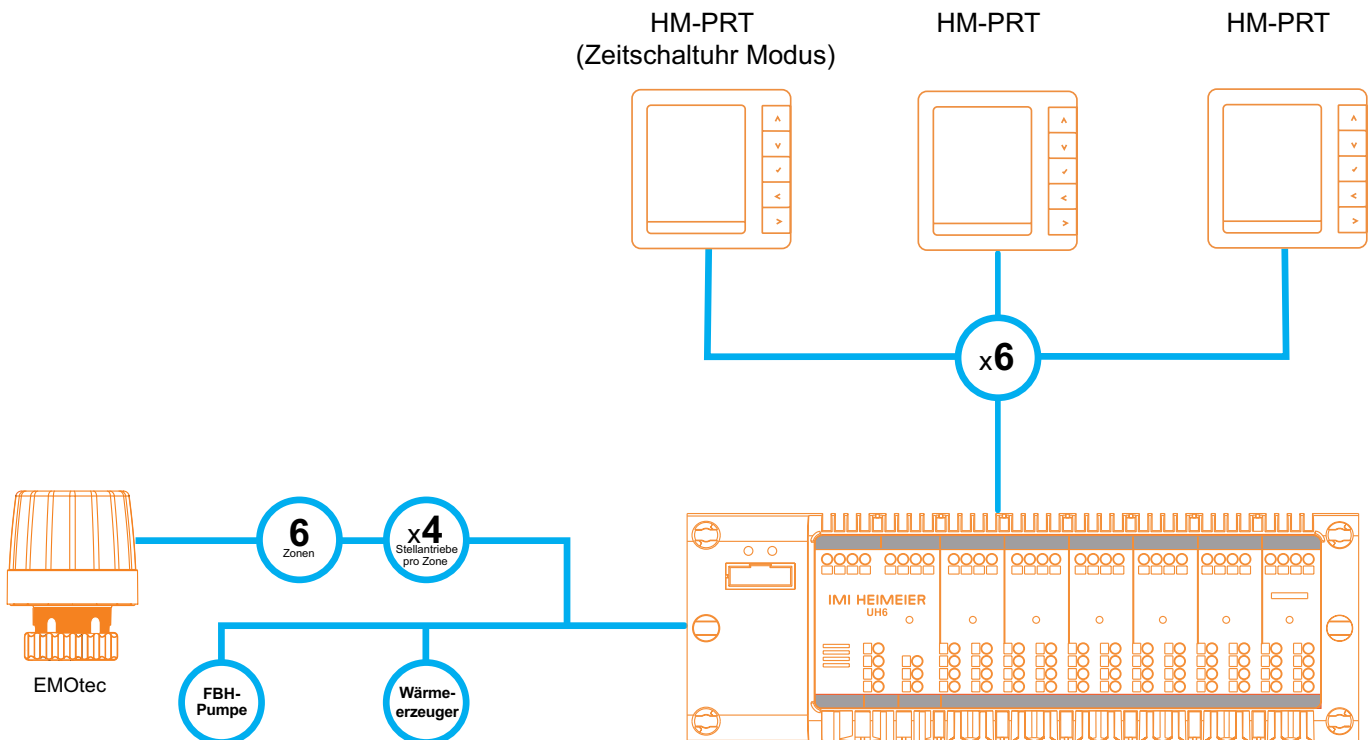 HM-PRT
(Zeitschaltuhr Modus)
HM-PRT
HM-PRT
x6
6
Zonen
x4
Stellantriebe
pro Zone
IMI HEIMEIER
UH6
EMOtec
FBH-
Pumpe
Wärme-
erzeuger